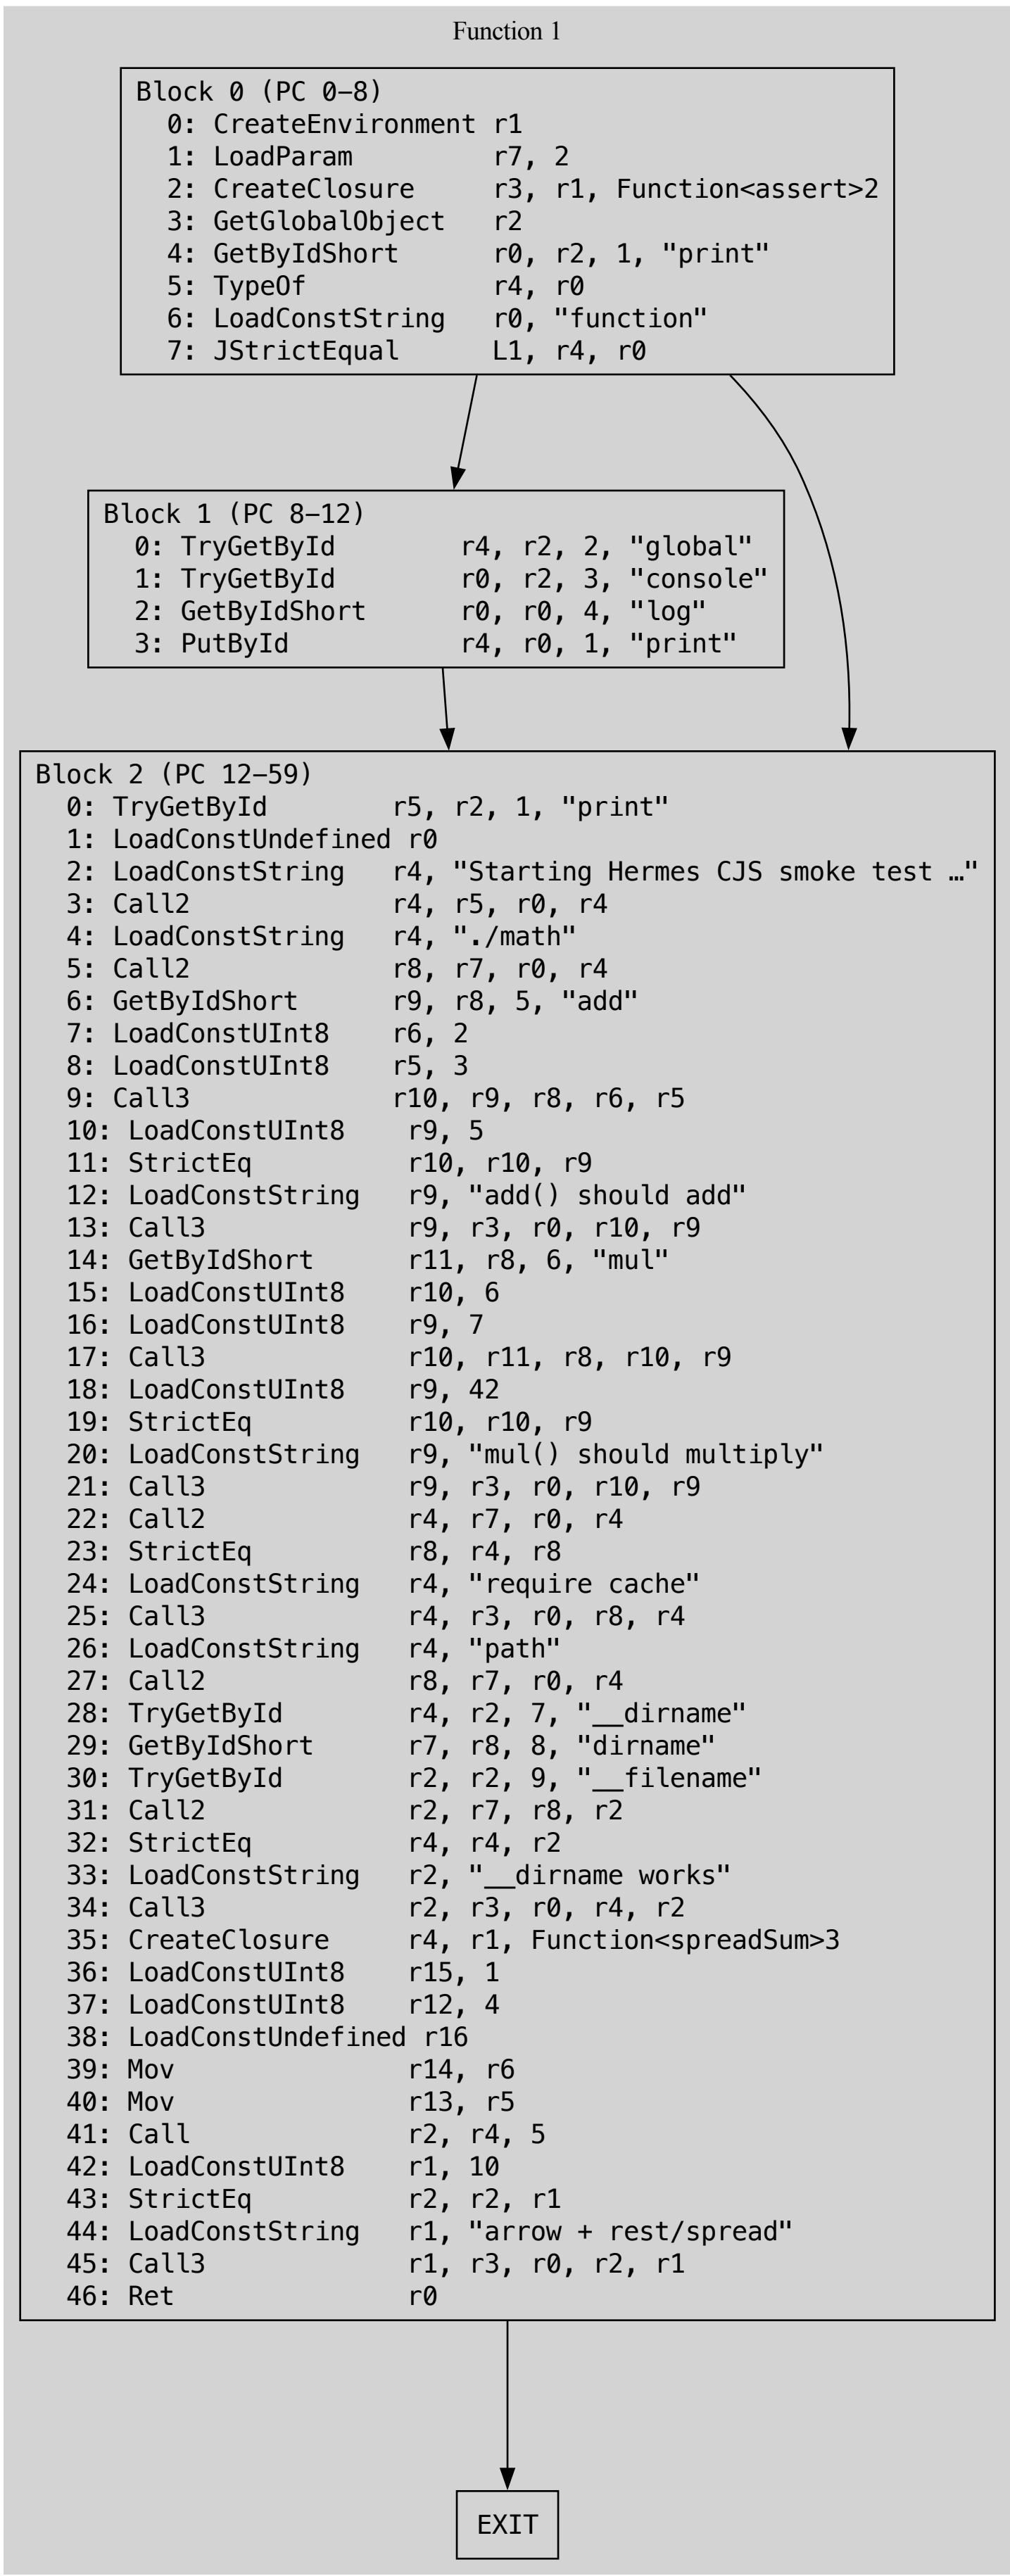 Function 1
Block 0 (PC 0–8)
0: CreateEnvironment r1
1: LoadParam r7, 2
2: CreateClosure r3, r1, Function<assert>2
3: GetGlobalObject r2
4: GetByIdShort r0, r2, 1, "print"
5: TypeOf r4, r0
6: LoadConstString r0, "function"
7: JStrictEqual L1, r4, r0
Block 1 (PC 8–12)
0: TryGetById r4, r2, 2, "global"
1: TryGetById r0, r2, 3, "console"
2: GetByIdShort r0, r0, 4, "log"
3: PutById r4, r0, 1, "print"
Block 2 (PC 12–59)
0: TryGetById r5, r2, 1, "print"
1: LoadConstUndefined r0
2: LoadConstString r4, "Starting Hermes CJS smoke test …"
3: Call2 r4, r5, r0, r4
4: LoadConstString r4, "./math"
5: Call2 r8, r7, r0, r4
6: GetByIdShort r9, r8, 5, "add"
7: LoadConstUInt8 r6, 2
8: LoadConstUInt8 r5, 3
9: Call3 r10, r9, r8, r6, r5
10: LoadConstUInt8 r9, 5
11: StrictEq r10, r10, r9
12: LoadConstString r9, "add() should add"
13: Call3 r9, r3, r0, r10, r9
14: GetByIdShort r11, r8, 6, "mul"
15: LoadConstUInt8 r10, 6
16: LoadConstUInt8 r9, 7
17: Call3 r10, r11, r8, r10, r9
18: LoadConstUInt8 r9, 42
19: StrictEq r10, r10, r9
20: LoadConstString r9, "mul() should multiply"
21: Call3 r9, r3, r0, r10, r9
22: Call2 r4, r7, r0, r4
23: StrictEq r8, r4, r8
24: LoadConstString r4, "require cache"
25: Call3 r4, r3, r0, r8, r4
26: LoadConstString r4, "path"
27: Call2 r8, r7, r0, r4
28: TryGetById r4, r2, 7, "__dirname"
29: GetByIdShort r7, r8, 8, "dirname"
30: TryGetById r2, r2, 9, "__filename"
31: Call2 r2, r7, r8, r2
32: StrictEq r4, r4, r2
33: LoadConstString r2, "__dirname works"
34: Call3 r2, r3, r0, r4, r2
35: CreateClosure r4, r1, Function<spreadSum>3
36: LoadConstUInt8 r15, 1
37: LoadConstUInt8 r12, 4
38: LoadConstUndefined r16
39: Mov r14, r6
40: Mov r13, r5
41: Call r2, r4, 5
42: LoadConstUInt8 r1, 10
43: StrictEq r2, r2, r1
44: LoadConstString r1, "arrow + rest/spread"
45: Call3 r1, r3, r0, r2, r1
46: Ret r0
EXIT